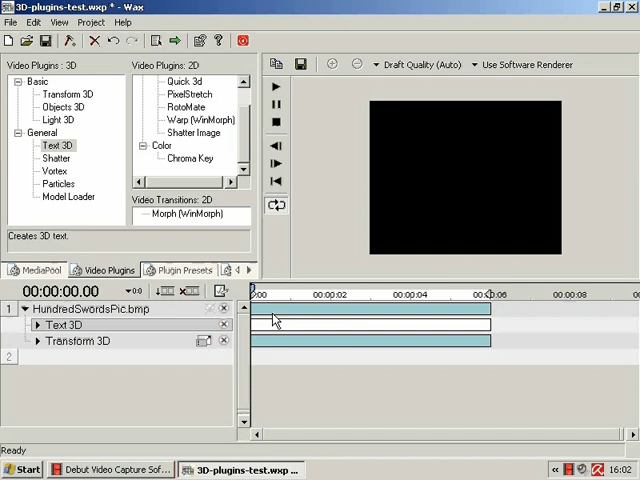 3D-plugins-test.wxp * - Wax
File Edit View Project Help
Video Plugins : 3D
Basic
Transform 3D
Objects 3D
Light 3D
General
Text 3D
Shatter
Vortex
Particles
Model Loader
Creates 3D text.
Video Plugins: 2D
Quick 3d
PixelStretch
RotoMate
Warp (WinMorph)
Shatter Image
Color
Chroma Key
Video Transitions: 2D
Morph (WinMorph)
Draft Quality (Auto) Use Software Renderer
MediaPool Video Plugins Plugin Presets
00:00:00.00
0:00 00:00:02 00:00:04 00:00:06 00:00:08
1 HundredSwordsPic.bmp
Text 3D
Transform 3D
2
Ready
Start Debut Video Capture Sof... 3D-plugins-test.wxp ... 16:02